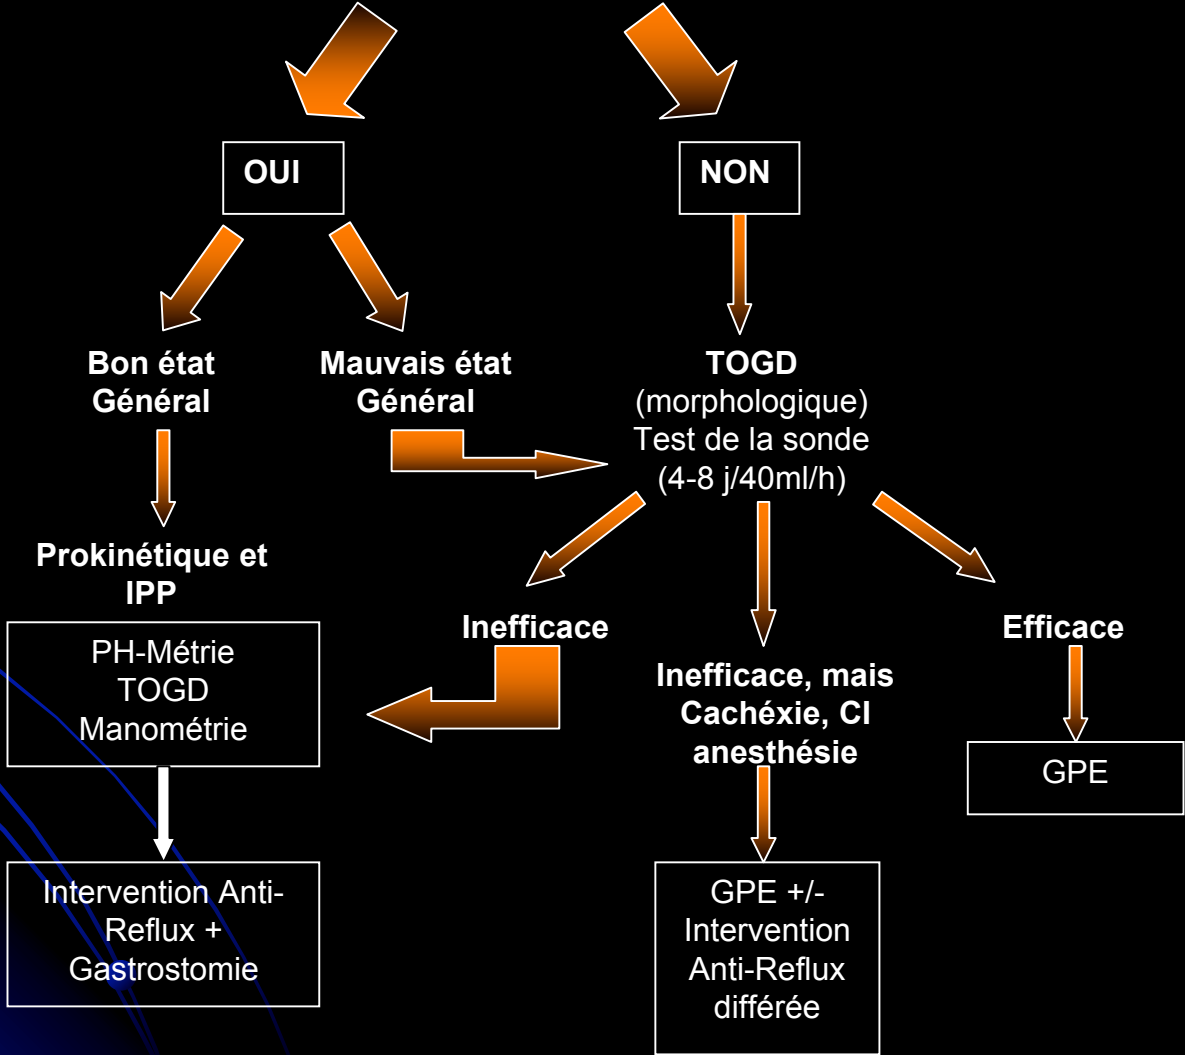 OUI
NON
Bon état
Général
Mauvais état
Général
TOGD
(morphologique)
Test de la sonde
(4-8 j/40ml/h)
Prokinétique et
IPP
PH-Métrie
TOGD
Manométrie
Inefficace
Inefficace, mais
Cachéxie, CI
anesthésie
Efficace
GPE
Intervention Anti-
Reflux +
Gastrostomie
GPE +/-
Intervention
Anti-Reflux
différée